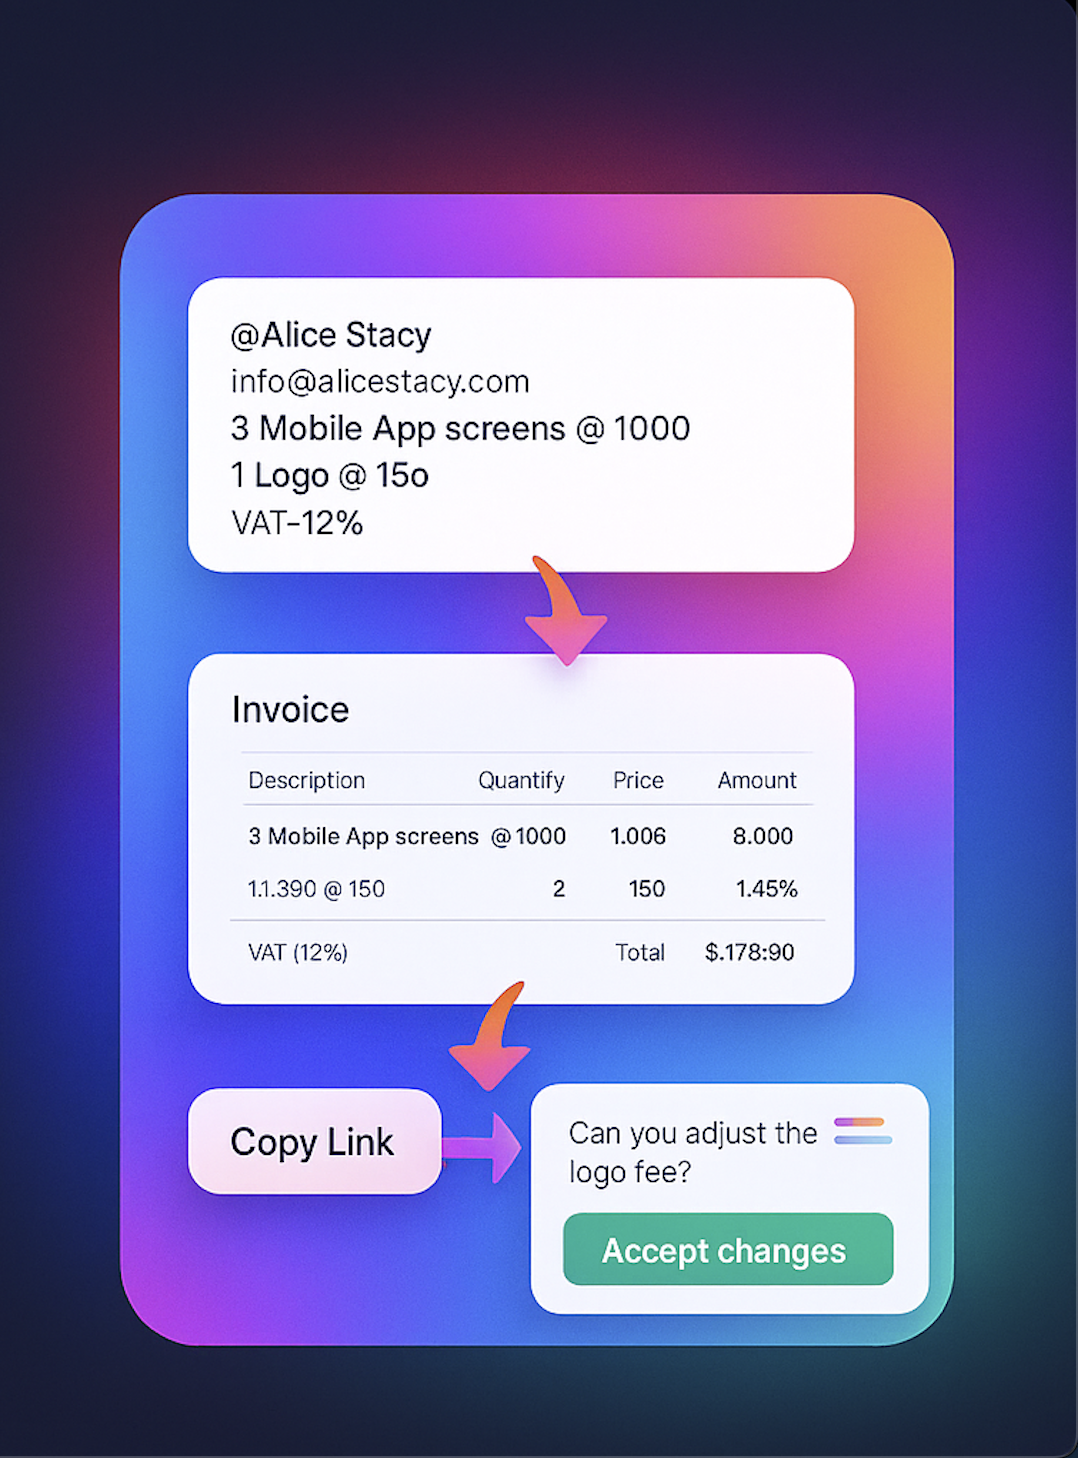 @Alice Stacy
info@alicestacy.com
3 Mobile App screens @ 1000
1 Logo @ 15o
VAT-12%
Invoice
Description Quantify Price Amount
3 Mobile App screens @1000 1.006 8.000
1.1.390 @ 150 2 150 1.45%
VAT (12%) Total $.178:90
Copy Link
Can you adjust the
logo fee?
Accept changes